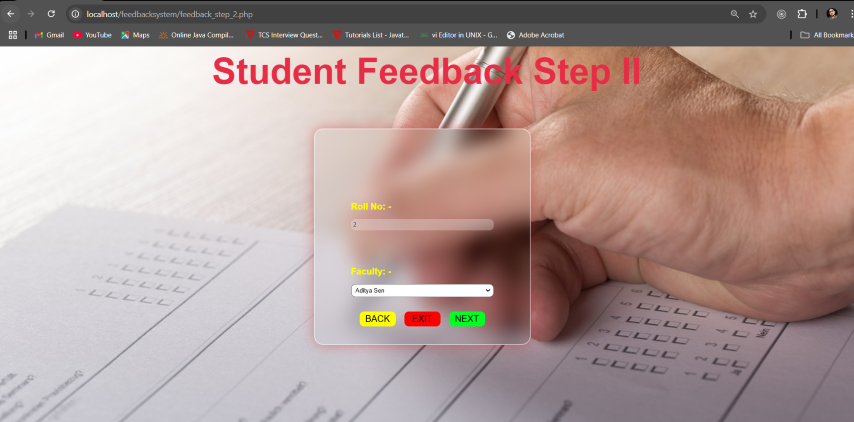 localhost/feedbacksystem/feedback_step_2.php
Gmail YouTube Maps Online Java Compil... TCS Interview Quest... Tutorials List - Javat... vi Editor in UNIX - G... Adobe Acrobat All Bookmark
Student Feedback Step II
Roll No: -
2
Faculty: -
Aditya Sen
BACK EXIT NEXT